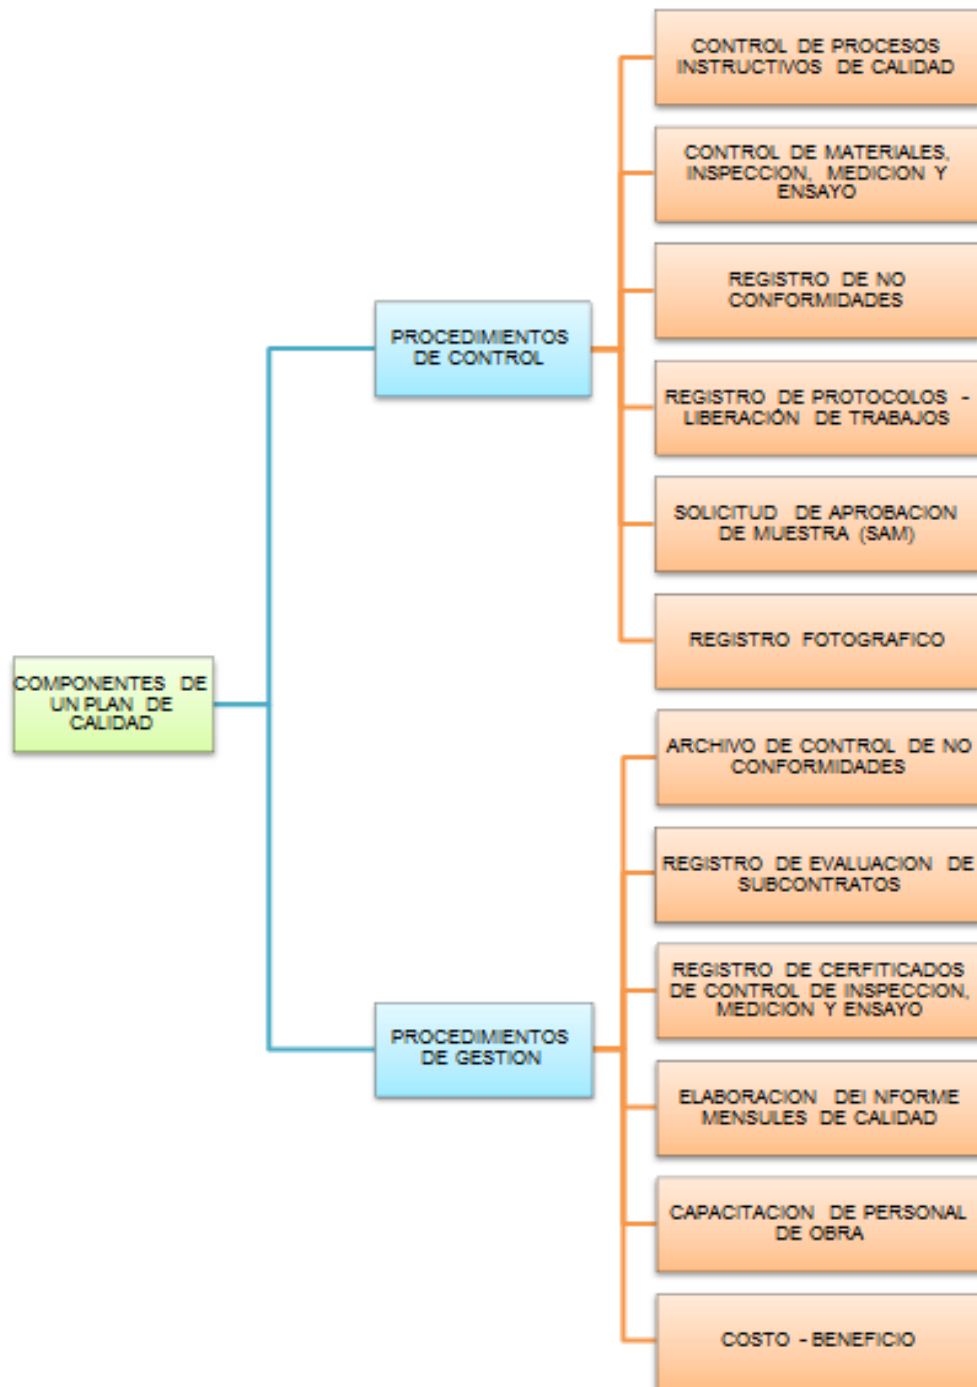 CONTROL DE PROCESOS
INSTRUCTIVOS DE CALIDAD
CONTROL DE MATERIALES,
INSPECCION, MEDICION Y
ENSAYO
REGISTRO DE NO
CONFORMIDADES
PROCEDIMIENTOS
DE CONTROL
REGISTRO DE PROTOCOLOS -
LIBERACIÓN DE TRABAJOS
SOLICITUD DE APROBACION
DE MUESTRA (SAM)
REGISTRO FOTOGRAFICO
COMPONENTES DE
UN PLAN DE
CALIDAD
ARCHIVO DE CONTROL DE NO
CONFORMIDADES
REGISTRO DE EVALUACION DE
SUBCONTRATOS
REGISTRO DE CERFITICADOS
DE CONTROL DE INSPECCION,
MEDICION Y ENSAYO
PROCEDIMIENTOS
DE GESTION
ELABORACION DEI NFORME
MENSULES DE CALIDAD
CAPACITACION DE PERSONAL
DE OBRA
COSTO - BENEFICIO